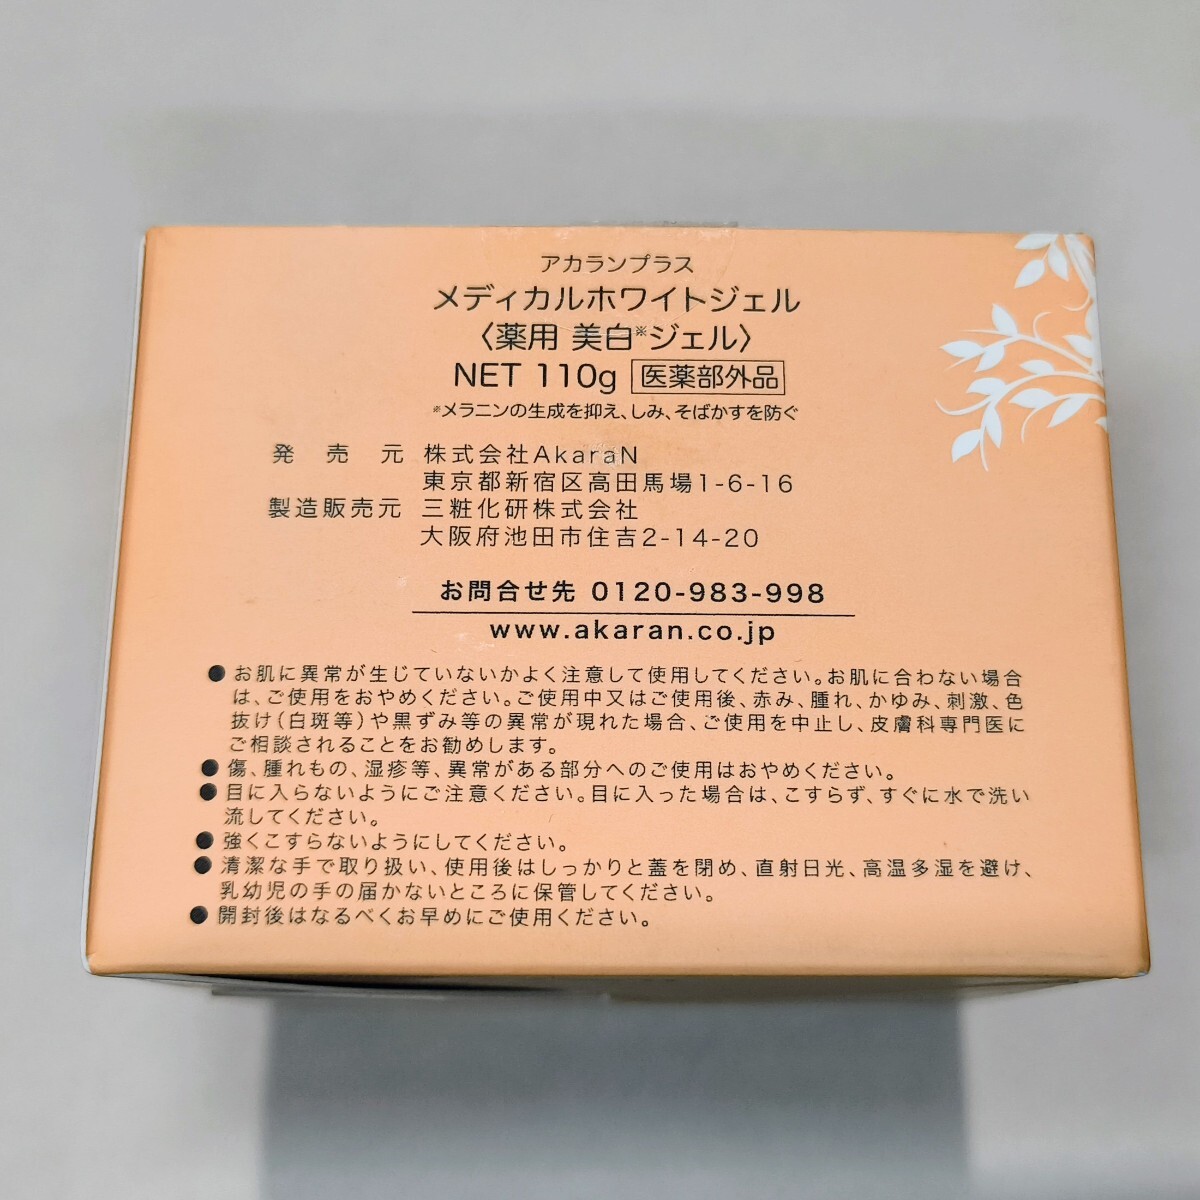 アカランプラス
メディカルホワイトジェル
〈薬用 美白※ジェル〉
NET 110g 医薬部外品
※メラニンの生成を抑え、しみ、そばかすを防ぐ
発売元 株式会社AkaraN
東京都新宿区高田馬場1-6-16
製造販売元 三粧化研株式会社
大阪府池田市住吉2-14-20
お問合せ先 0120-983-998
www.akaran.co.jp
●お肌に異常が生じていないかよく注意して使用してください。お肌に合わない場合
は、ご使用をおやめください。ご使用中又はご使用後、赤み、腫れ、かゆみ、刺激、色
抜け(白斑等)や黒ずみ等の異常が現れた場合、ご使用を中止し、皮膚科専門医に
ご相談されることをお勧めします。
●傷、腫れもの、湿疹等、異常がある部分へのご使用はおやめください。
●目に入らないようにご注意ください。目に入った場合は、こすらず、すぐに水で洗い
流してください。
●強くこすらないようにしてください。
●清潔な手で取り扱い、使用後はしっかりと蓋を閉め、直射日光、高温多湿を避け、
乳幼児の手の届かないところに保管してください。
●開封後はなるべくお早めにご使用ください。